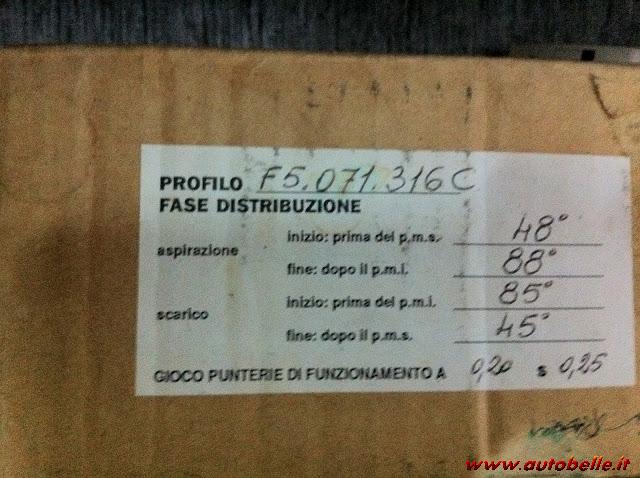 PROFILO F5.071.316C
FASE DISTRIBUZIONE
aspirazione
inizio: prima del p.m.s. 48°
fine: dopo il p.m.i. 88°
scarico
inizio: prima del p.m.i. 85°
fine: dopo il p.m.s. 45°
GIOCO PUNTERIE DI FUNZIONAMENTO A 0,20 s 0,25
www.autobelle.it